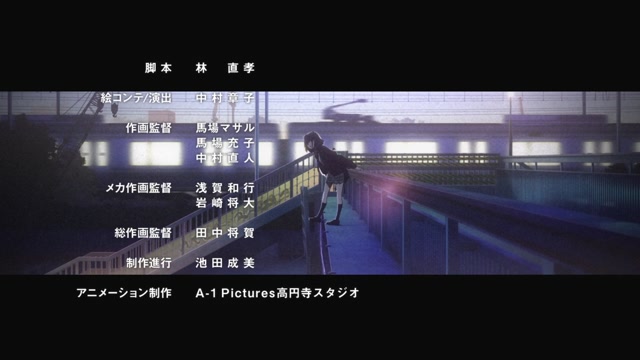 脚本 林 直孝
絵コンテ/演出 中村章子
作画監督 馬場マサル
馬場充子
中村直人
メカ作画監督 浅賀和行
岩崎将大
総作画監督 田中将賀
制作進行 池田成美
アニメーション制作 A-1 Pictures高円寺スタジオ